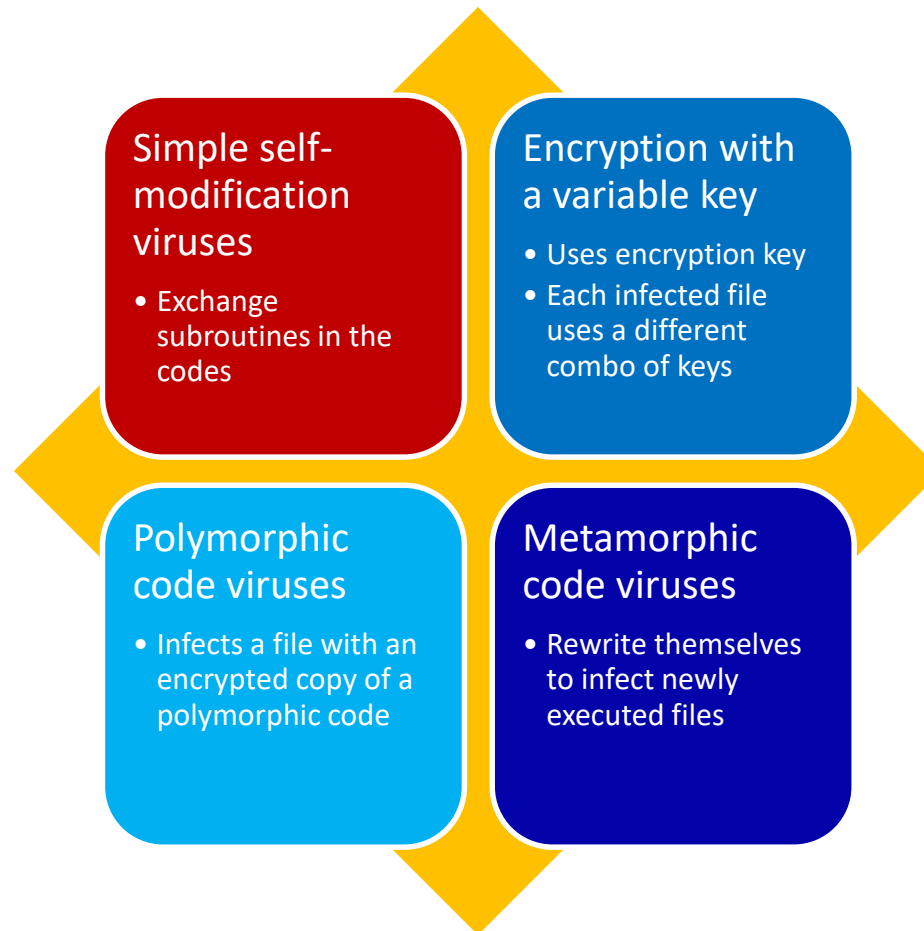 Simple self-
modification
viruses
• Exchange
subroutines in the
codes
Encryption with
a variable key
• Uses encryption key
• Each infected file
uses a different
combo of keys
Polymorphic
code viruses
• Infects a file with an
encrypted copy of a
polymorphic code
Metamorphic
code viruses
• Rewrite themselves
to infect newly
executed files